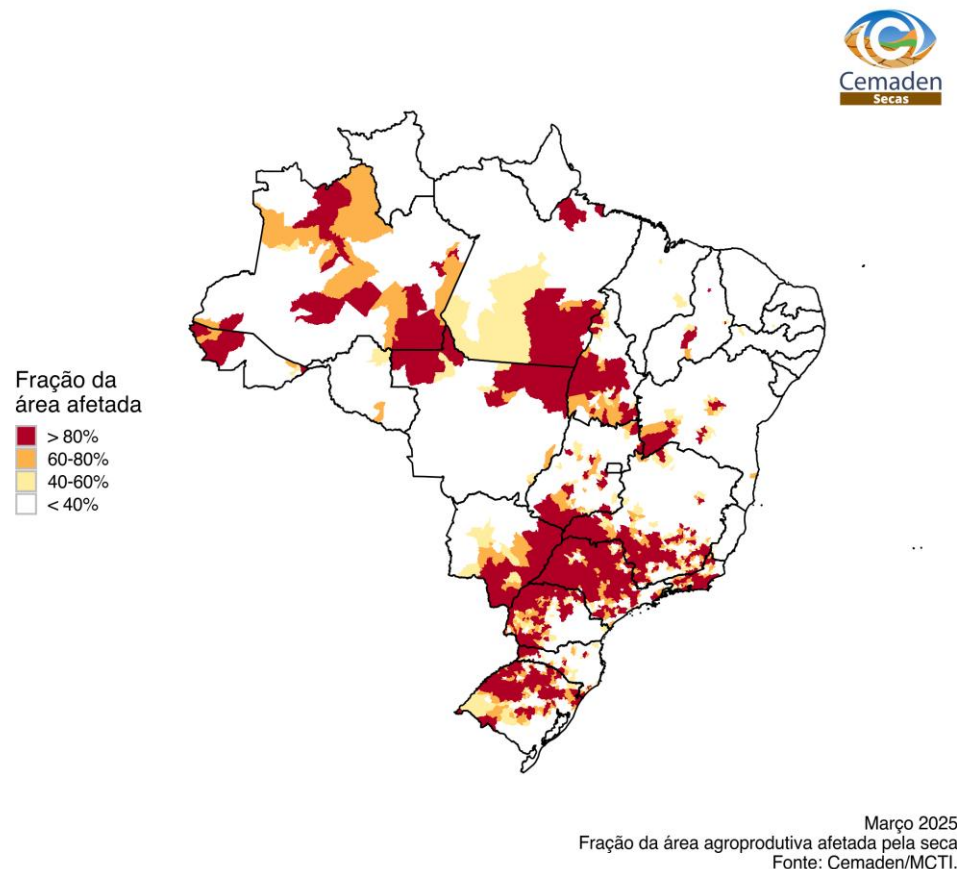 Cemaden
Secas
Fração da
área afetada
> 80%
60-80%
40-60%
< 40%
Março 2025
Fração da área agroprodutiva afetada pela seca
Fonte: Cemaden/MCTI.